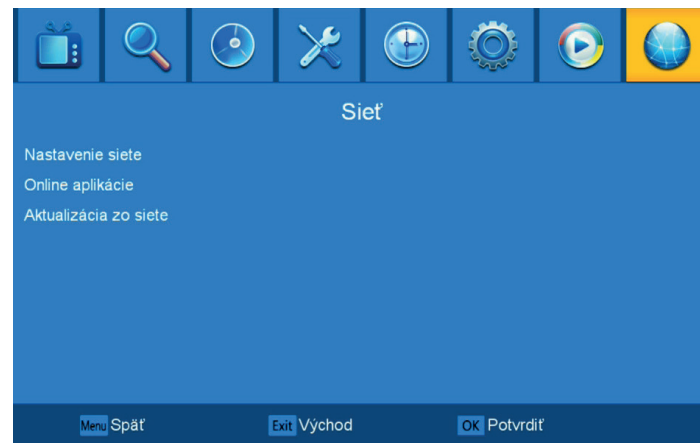 Sieť
Nastavenie siete
Online aplikácie
Aktualizácia zo siete
Menu Späť Exit Východ OK Potvrdiť